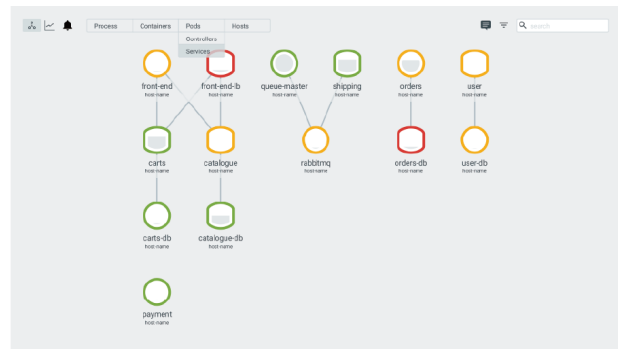 Process Containers Pods Hosts search
Controllers
Services
front-end front-end-lb queue-master shipping orders user
host-name host-name host-name host-name host-name host-name
carts catalogue rabbitmq orders-db user-db
host-name host-name host-name host-name host-name
carts-db catalogue-db
host-name host-name
payment
host-name